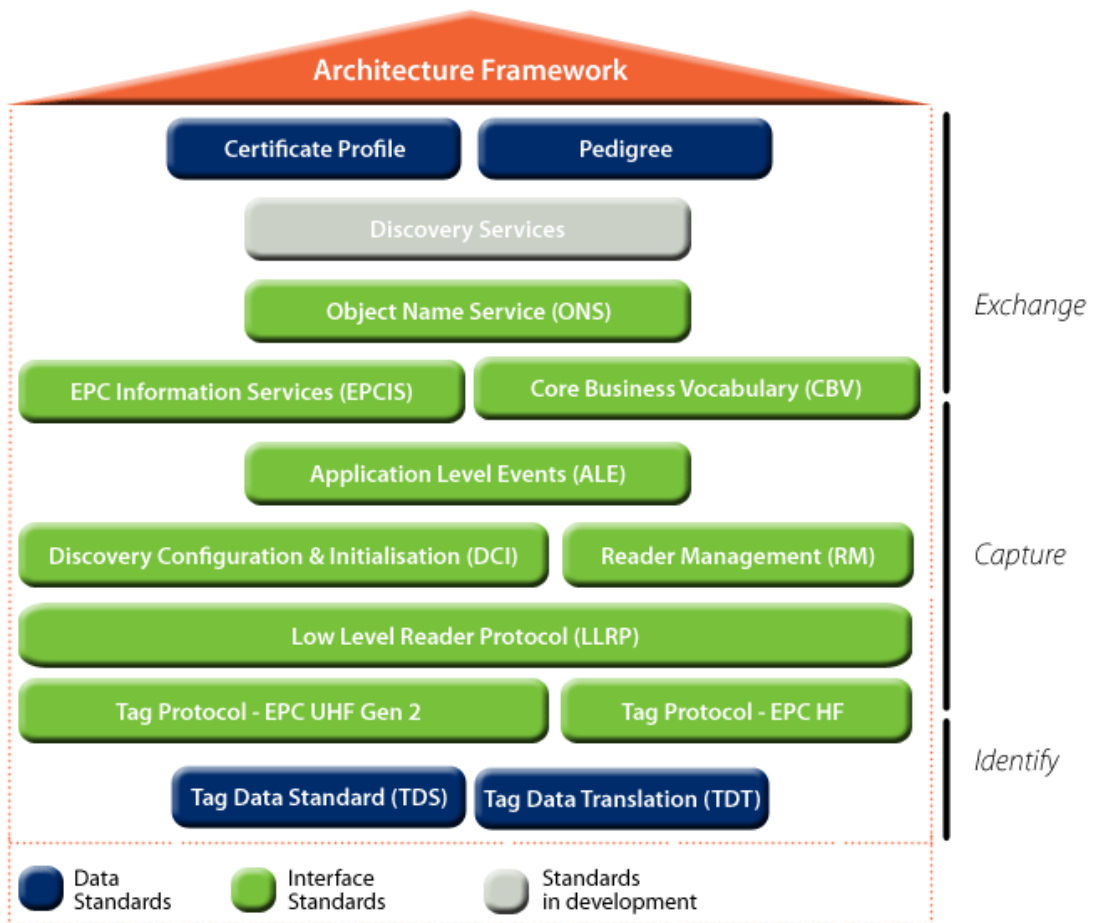 Architecture Framework
Certificate Profile
Pedigree
Discovery Services
Object Name Service (ONS)
Exchange
EPC Information Services (EPCIS)
Core Business Vocabulary (CBV)
Application Level Events (ALE)
Discovery Configuration & Initialisation (DCI)
Reader Management (RM)
Capture
Low Level Reader Protocol (LLRP)
Tag Protocol - EPC UHF Gen 2
Tag Protocol - EPC HF
Identify
Tag Data Standard (TDS)
Tag Data Translation (TDT)
Data
Standards
Interface
Standards
Standards
in development